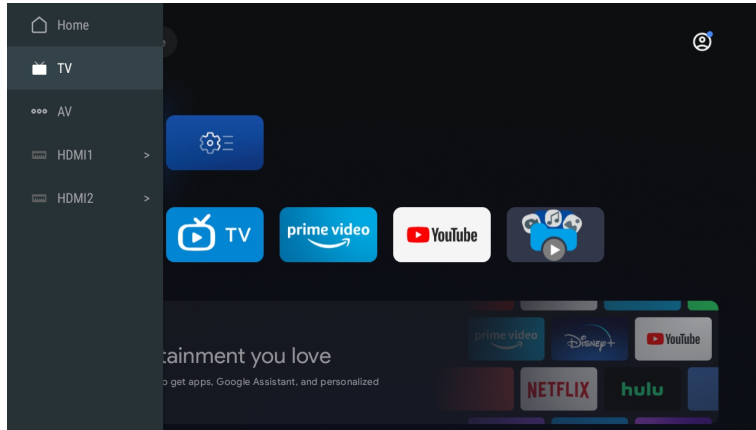 Home
TV
AV
HDMI1 >
HDMI2 >
TV
prime video
YouTube
tainment you love
get apps, Google Assistant, and personalized
prime video
Disney+
YouTube
NETFLIX
hulu